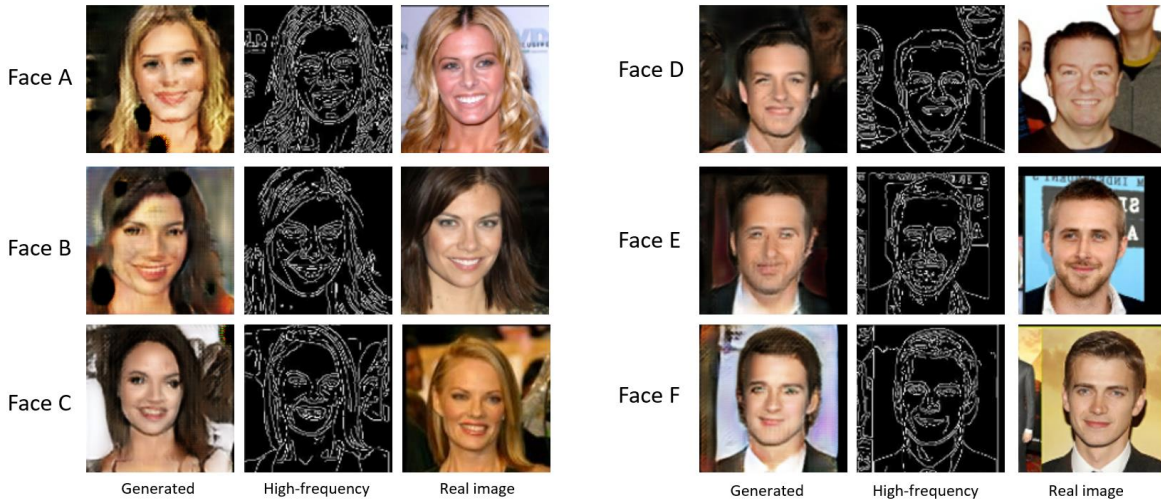 Face A
Face B
Face C
Generated
High-frequency
Real image
Face D
Face E
Face F
Generated
High-frequency
Real image